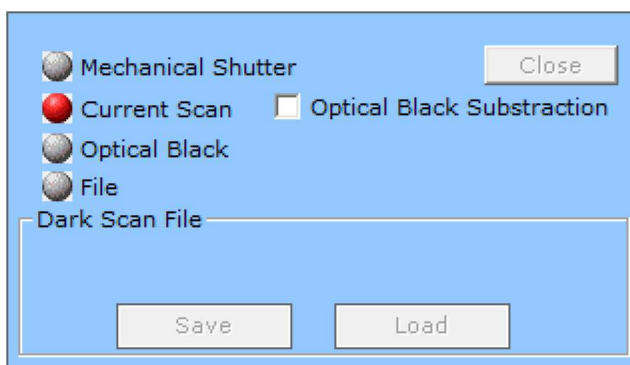 Mechanical Shutter
Close
Current Scan
Optical Black Substraction
Optical Black
File
Dark Scan File
Save
Load